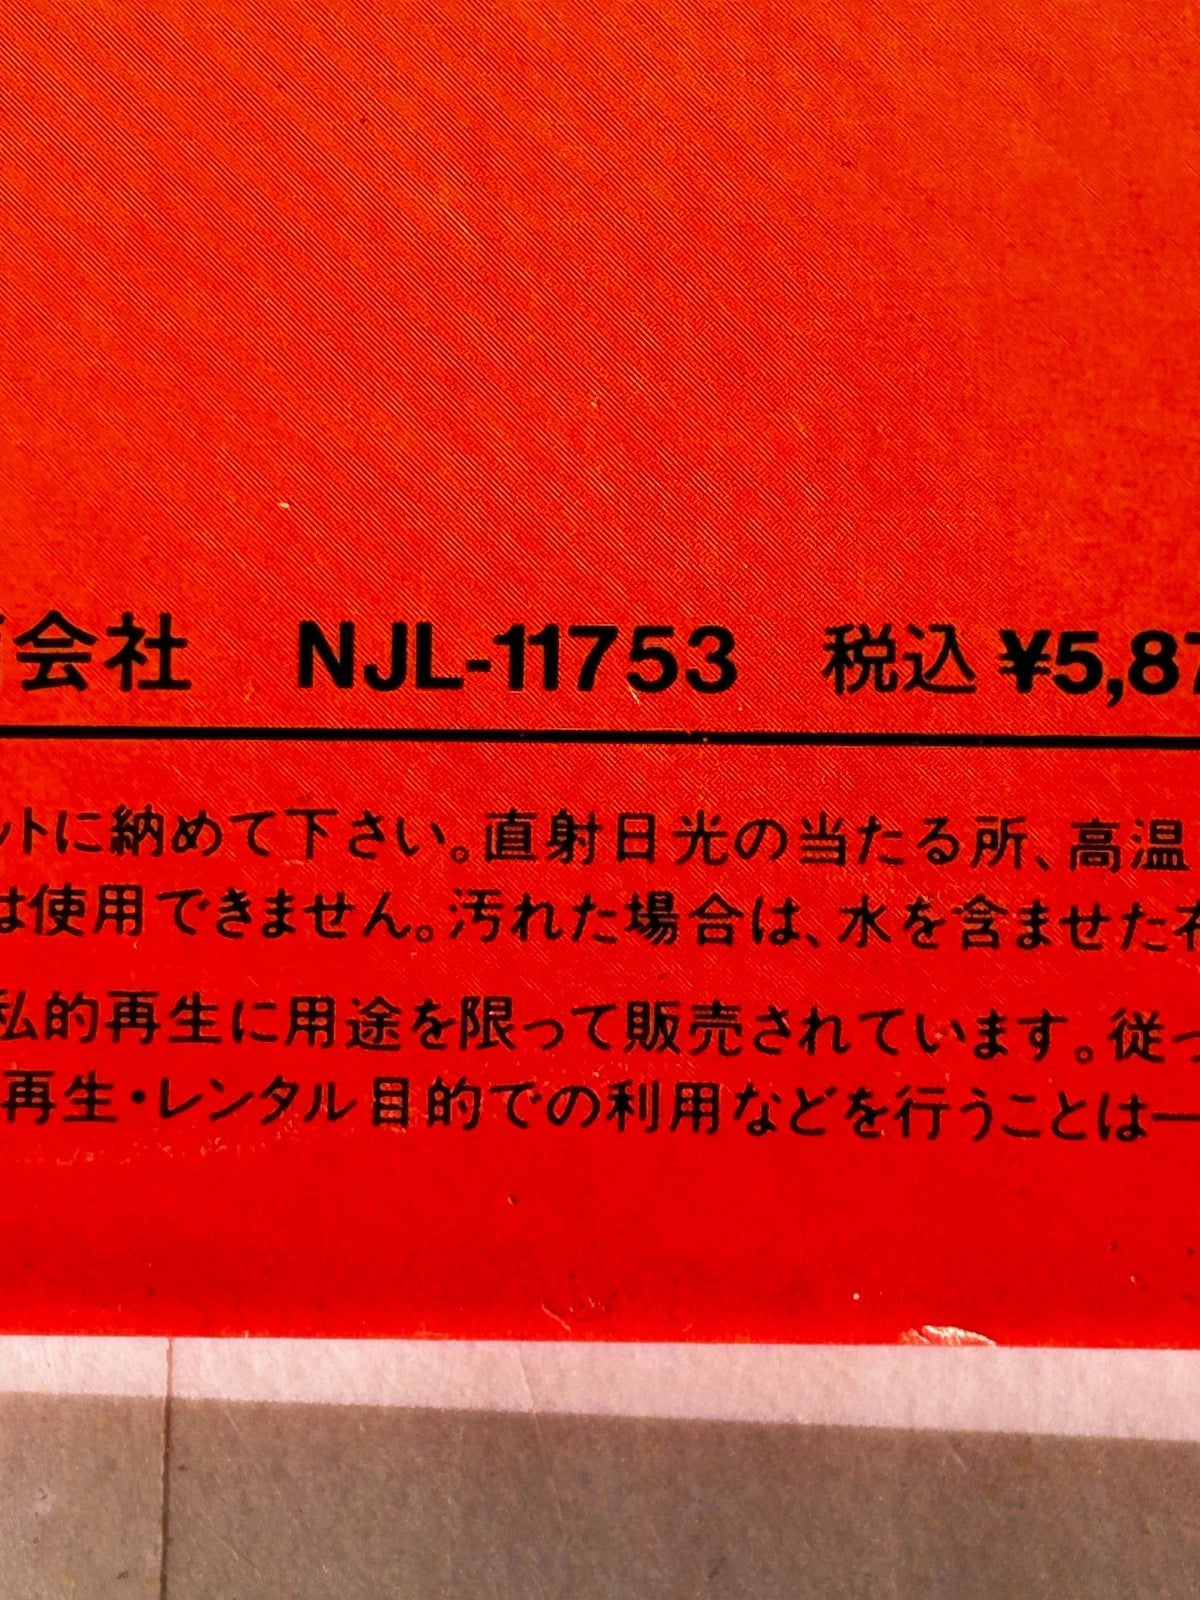 会社 NJL-11753 税込 ¥5,87
ットに納めて下さい。直射日光の当たる所、高温
は使用できません。汚れた場合は、水を含ませた
私的再生に用途を限って販売されています。従っ
再生・レンタル目的での利用などを行うことは一